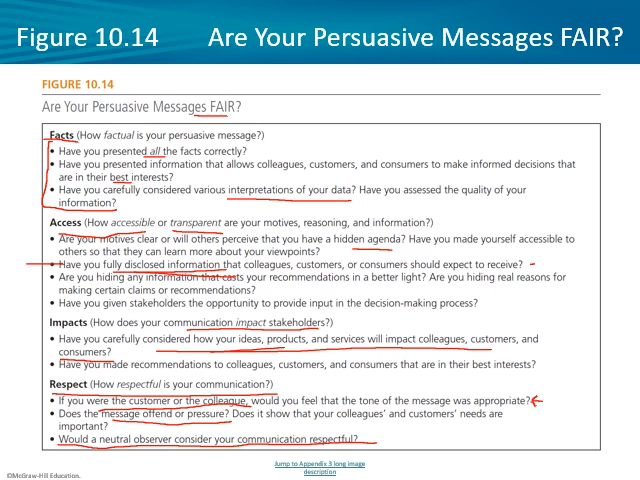 Figure 10.14 Are Your Persuasive Messages FAIR?
FIGURE 10.14
Are Your Persuasive Messages FAIR?
Facts (How factual is your persuasive message?)
• Have you presented all the facts correctly?
• Have you presented information that allows colleagues, customers, and consumers to make informed decisions that
are in their best interests?
• Have you carefully considered various interpretations of your data? Have you assessed the quality of your
information?
Access (How accessible or transparent are your motives, reasoning, and information?)
• Are your motives clear or will others perceive that you have a hidden agenda? Have you made yourself accessible to
others so that they can learn more about your viewpoints?
• Have you fully disclosed information that colleagues, customers, or consumers should expect to receive?
• Are you hiding any information that casts your recommendations in a better light? Are you hiding real reasons for
making certain claims or recommendations?
• Have you given stakeholders the opportunity to provide input in the decision-making process?
Impacts (How does your communication impact stakeholders?)
• Have you carefully considered how your ideas, products, and services will impact colleagues, customers, and
consumers?
• Have you made recommendations to colleagues, customers, and consumers that are in their best interests?
Respect (How respectful is your communication?)
• If you were the customer or the colleague, would you feel that the tone of the message was appropriate?
• Does the message offend or pressure? Does it show that your colleagues' and customers' needs are
important?
• Would a neutral observer consider your communication respectful?
Jump to Appendix 3 long image
description
©McGraw-Hill Education.